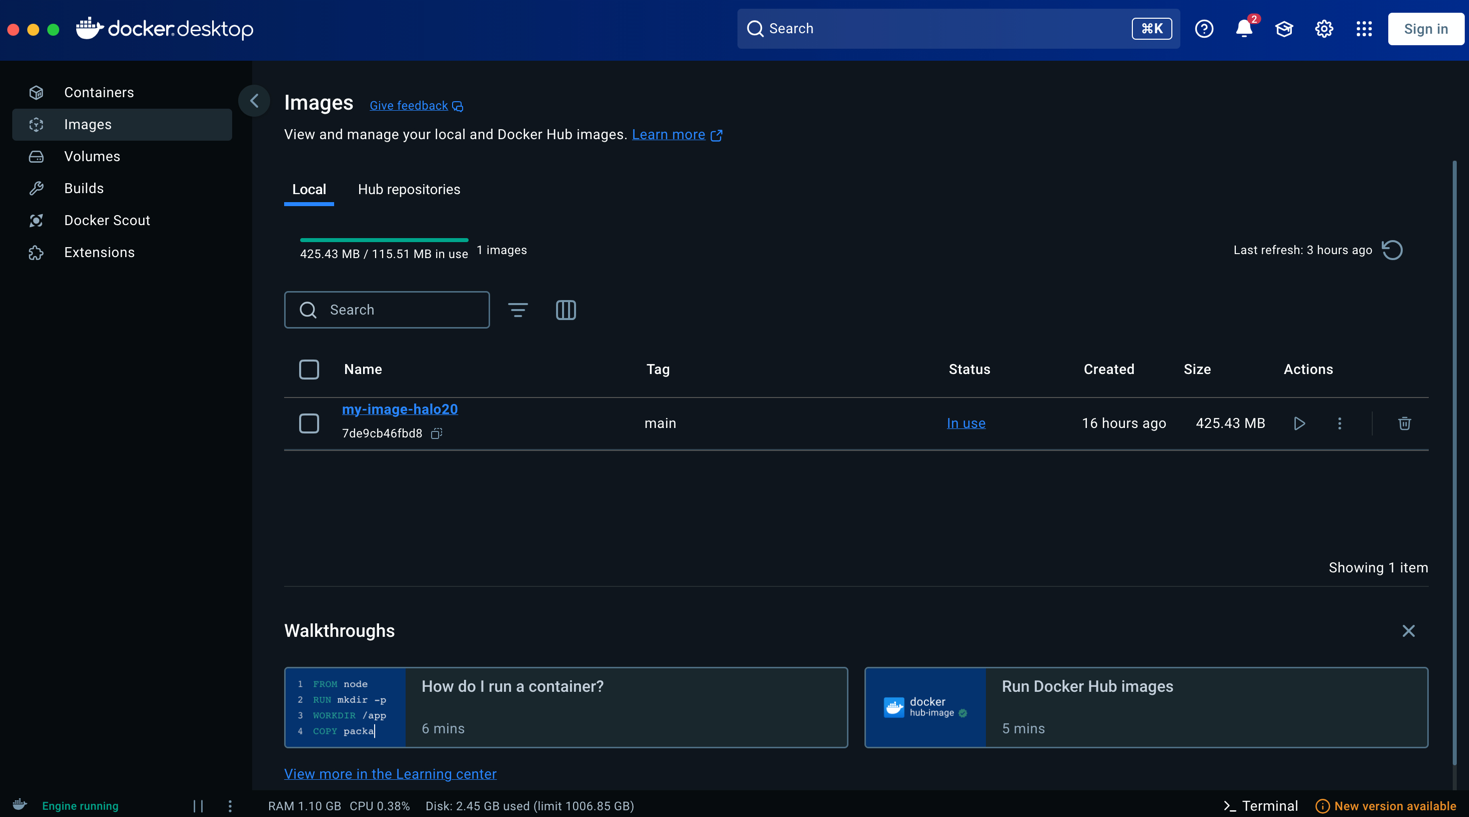 docker.desktop
Search
⌘K
2
Sign in
Containers
Images
Volumes
Builds
Docker Scout
Extensions
Images
Give feedback
View and manage your local and Docker Hub images. Learn more
Local
Hub repositories
425.43 MB / 115.51 MB in use
1 images
Last refresh: 3 hours ago
Search
Name Tag Status Created Size Actions
my-image-halo20
7de9cb46fbd8
main
In use
16 hours ago
425.43 MB
Showing 1 item
Walkthroughs
1 FROM node
2 RUN mkdir -p
3 WORKDIR /app
4 COPY packa
How do I run a container?
6 mins
docker
hub-image
Run Docker Hub images
5 mins
View more in the Learning center
Engine running
RAM 1.10 GB CPU 0.38% Disk: 2.45 GB used (limit 1006.85 GB)
Terminal
New version available